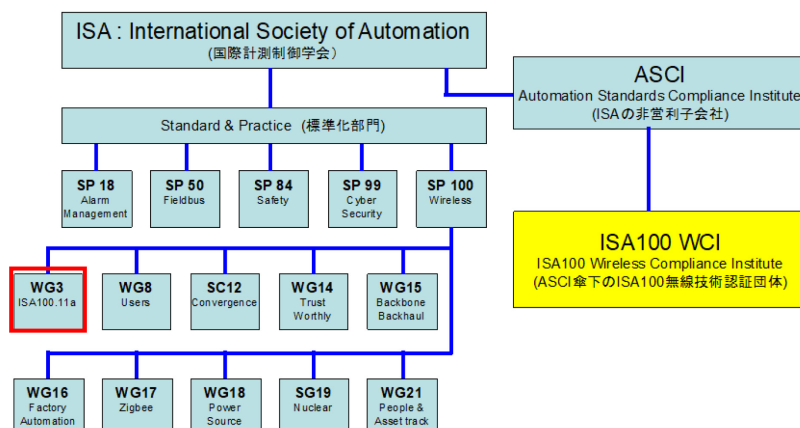 ISA : International Society of Automation
(国際計測制御学会）
ASCI
Automation Standards Compliance Institute
(ISAの非営利子会社)
Standard & Practice (標準化部門)
SP 18
Alarm
Management
SP 50
Fieldbus
SP 84
Safety
SP 99
Cyber
Security
SP 100
Wireless
ISA100 WCI
ISA100 Wireless Compliance Institute
(ASCI傘下のISA100無線技術認証団体)
WG3
ISA100.11a
WG8
Users
SC12
Convergence
WG14
Trust
Worthly
WG15
Backbone
Backhaul
WG16
Factory
Automation
WG17
Zigbee
WG18
Power
Source
SG19
Nuclear
WG21
People &
Asset track